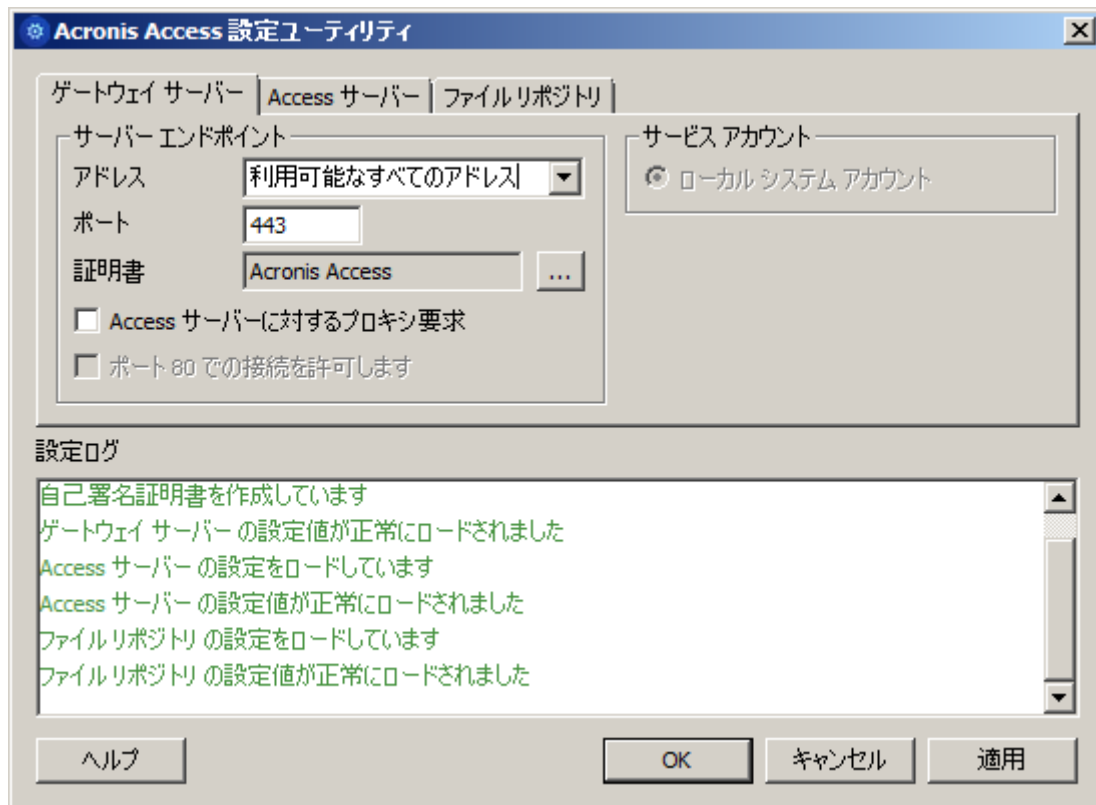 Acronis Access 設定ユーティリティ
ゲートウェイ サーバー
Access サーバー
ファイル リポジトリ
サーバー エンドポイント
アドレス
利用可能なすべてのアドレス
ポート
443
証明書
Acronis Access
...
Access サーバーに対するプロキシ要求
ポート 80 での接続を許可します
サービス アカウント
ローカル システム アカウント
設定ログ
自己署名証明書を作成しています
ゲートウェイ サーバー の設定値が正常にロードされました
Access サーバー の設定をロードしています
Access サーバー の設定値が正常にロードされました
ファイル リポジトリ の設定をロードしています
ファイル リポジトリ の設定値が正常にロードされました
ヘルプ
OK
キャンセル
適用